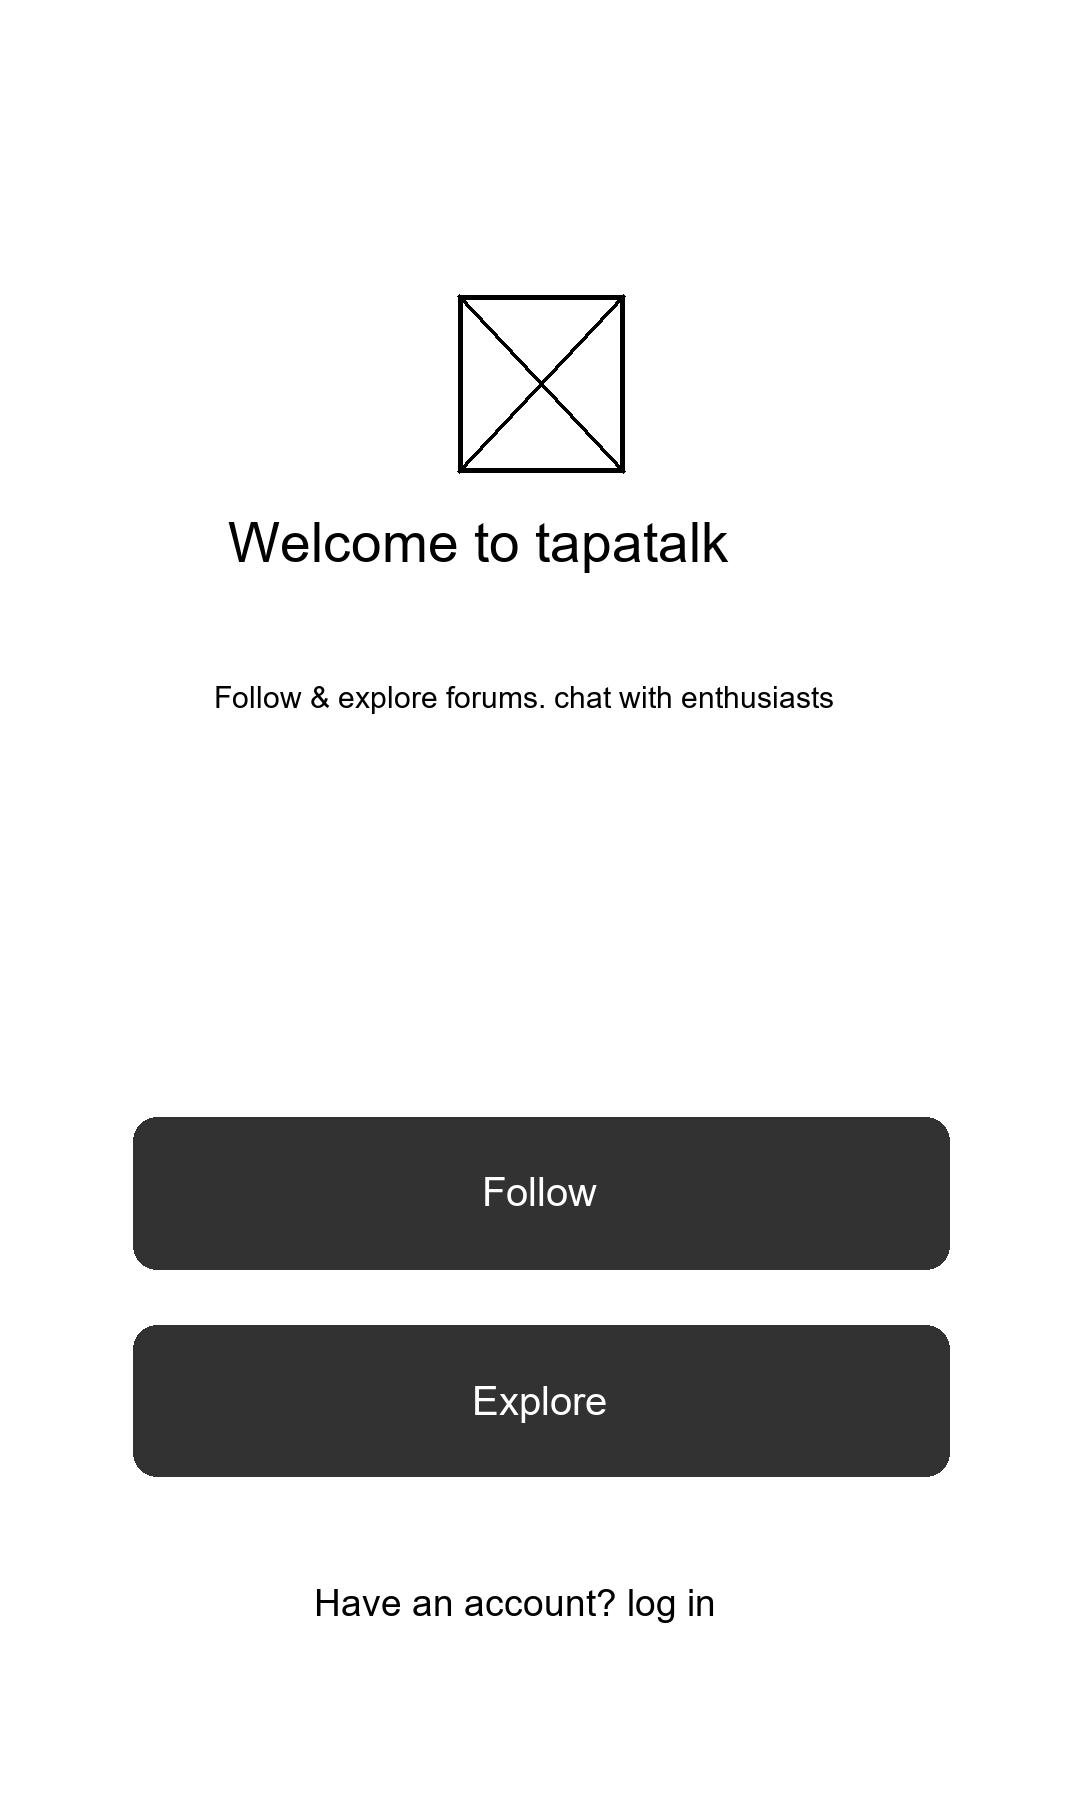 Welcome to tapatalk
Follow & explore forums. chat with enthusiasts
Follow
Explore
Have an account? log in